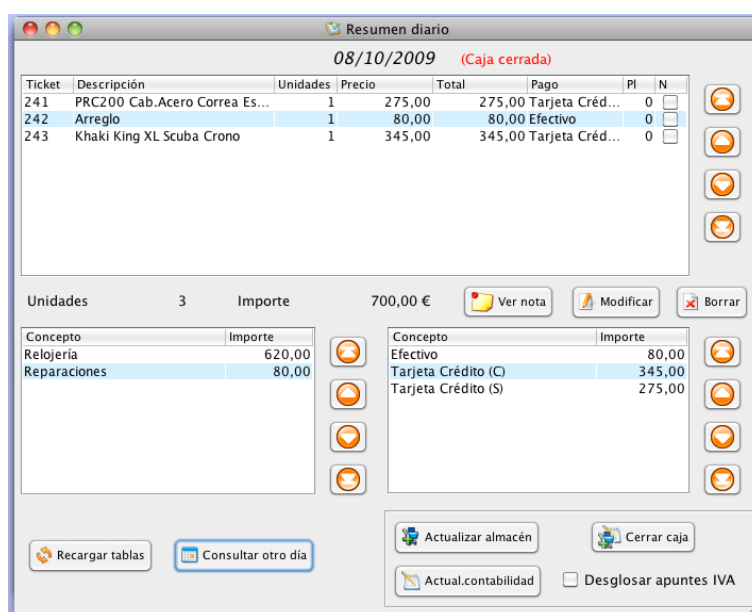 Resumen diario
08/10/2009 (Caja cerrada)
Ticket Descripción Unidades Precio Total Pago Pl N
241 PRC200 Cab.Acero Correa Es... 1 275,00 275,00 Tarjeta Créd... 0
242 Arreglo 1 80,00 80,00 Efectivo 0
243 Khaki King XL Scuba Crono 1 345,00 345,00 Tarjeta Créd... 0
Unidades 3 Importe 700,00 € Ver nota Modificar Borrar
Concepto Importe
Relojería 620,00
Reparaciones 80,00
Concepto Importe
Efectivo 80,00
Tarjeta Crédito (C) 345,00
Tarjeta Crédito (S) 275,00
Recargar tablas Consultar otro día
Actualizar almacén Cerrar caja
Actual.contabilidad Desglosar apuntes IVA